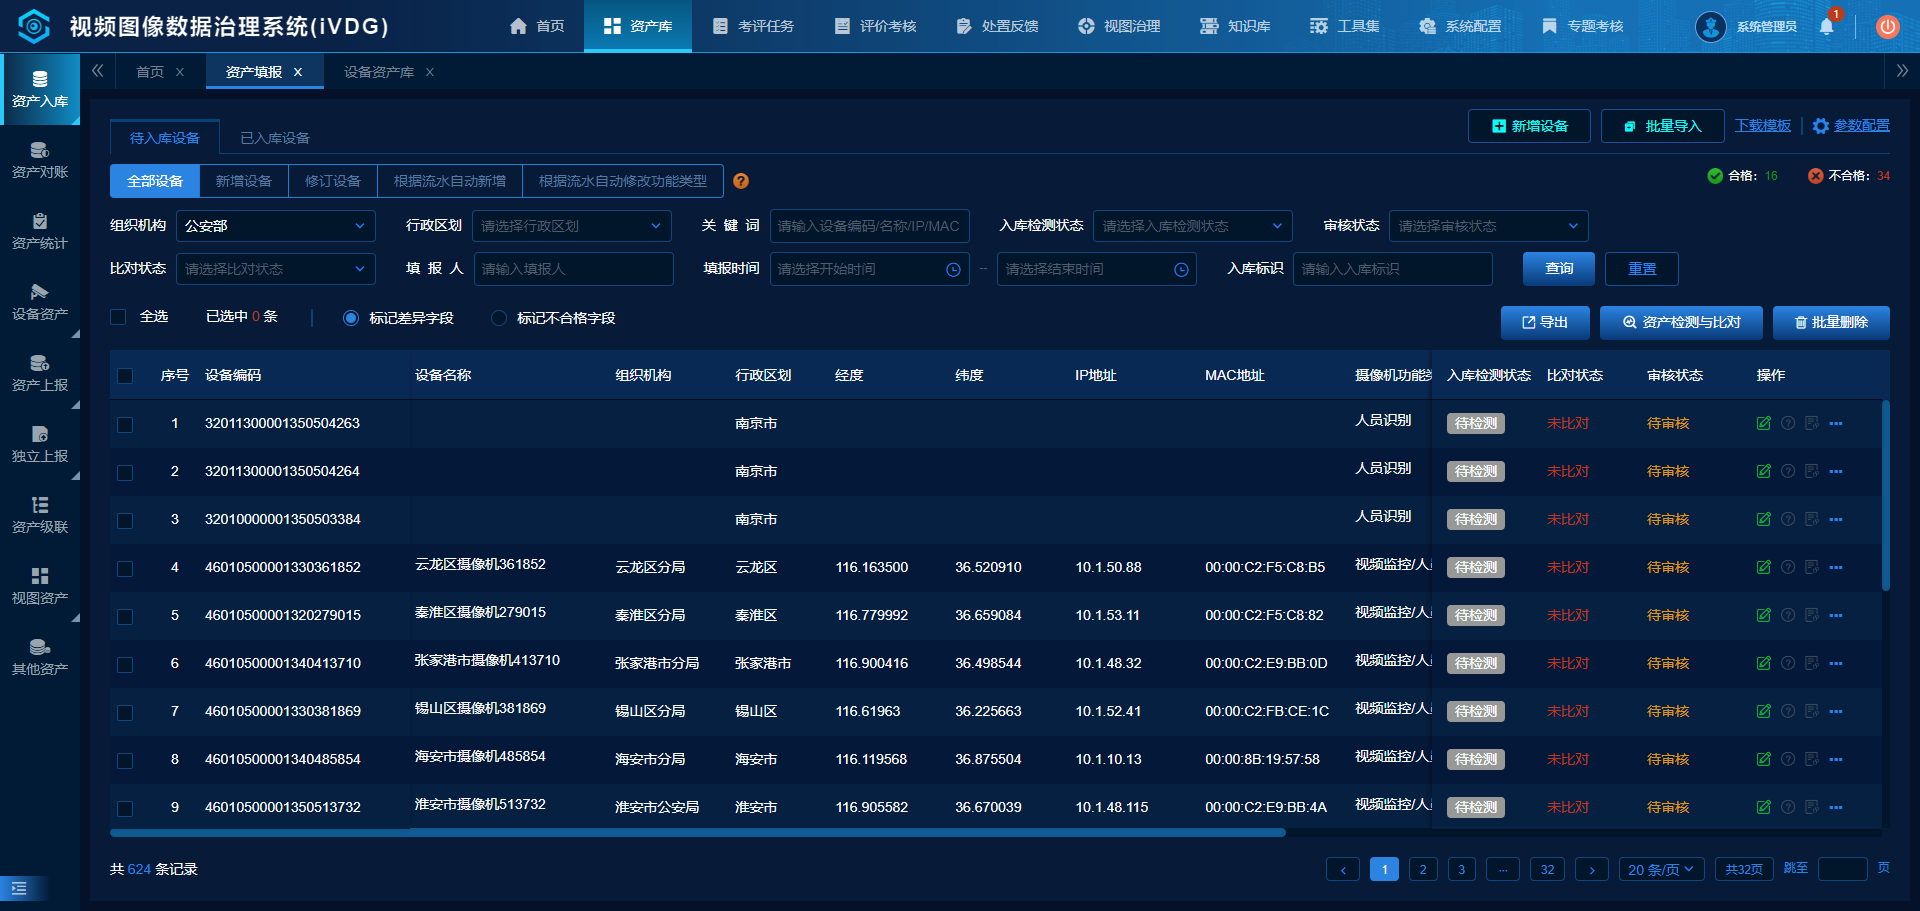 视频图像数据治理系统(iVDG)
首页 资产库 考评任务 评价考核 处置反馈 视图治理 知识库 工具集 系统配置 专题考核 系统管理员 1
首页 x 资产填报 x 设备资产库 x
资产入库
资产对账
资产统计
设备资产
资产上报
独立上报
资产级联
视图资产
其他资产
待入库设备 已入库设备 新增设备 批量导入 下载模板 参数配置
全部设备 新增设备 修订设备 根据流水自动新增 根据流水自动修改功能类型 ? 合格: 16 不合格: 34
组织机构 公安部 行政区划 请选择行政区划 关 键 词 请输入设备编码/名称/IP/MAC 入库检测状态 请选择入库检测状态 审核状态 请选择审核状态
比对状态 请选择比对状态 填 报 人 请输入填报人 填报时间 请选择开始时间 -- 请选择结束时间 入库标识 请输入入库标识 查询 重置
全选 已选中 0 条 标记差异字段 标记不合格字段 导出 资产检测与比对 批量删除
序号 设备编码 设备名称 组织机构 行政区划 经度 纬度 IP地址 MAC地址 摄像机功能 入库检测状态 比对状态 审核状态 操作
1 32011300001350504263 南京市 人员识别 待检测 未比对 待审核
2 32011300001350504264 南京市 人员识别 待检测 未比对 待审核
3 32010000001350503384 南京市 人员识别 待检测 未比对 待审核
4 46010500001330361852 云龙区摄像机361852 云龙区分局 云龙区 116.163500 36.520910 10.1.50.88 00:00:C2:F5:C8:B5 视频监控/人 待检测 未比对 待审核
5 46010500001320279015 秦淮区摄像机279015 秦淮区分局 秦淮区 116.779992 36.659084 10.1.53.11 00:00:C2:F5:C8:82 视频监控/人 待检测 未比对 待审核
6 46010500001340413710 张家港市摄像机413710 张家港市分局 张家港市 116.900416 36.498544 10.1.48.32 00:00:C2:E9:BB:0D 视频监控/人 待检测 未比对 待审核
7 46010500001330381869 锡山区摄像机381869 锡山区分局 锡山区 116.61963 36.225663 10.1.52.41 00:00:C2:FB:CE:1C 视频监控/人 待检测 未比对 待审核
8 46010500001340485854 海安市摄像机485854 海安市分局 海安市 116.119568 36.875504 10.1.10.13 00:00:8B:19:57:58 视频监控/人 待检测 未比对 待审核
9 46010500001350513732 淮安市摄像机513732 淮安市公安局 淮安市 116.905582 36.670039 10.1.48.115 00:00:C2:E9:BB:4A 视频监控/人 待检测 未比对 待审核
共 624 条记录 < 1 2 3 ... 32 > 20 条/页 共32页 跳至 页